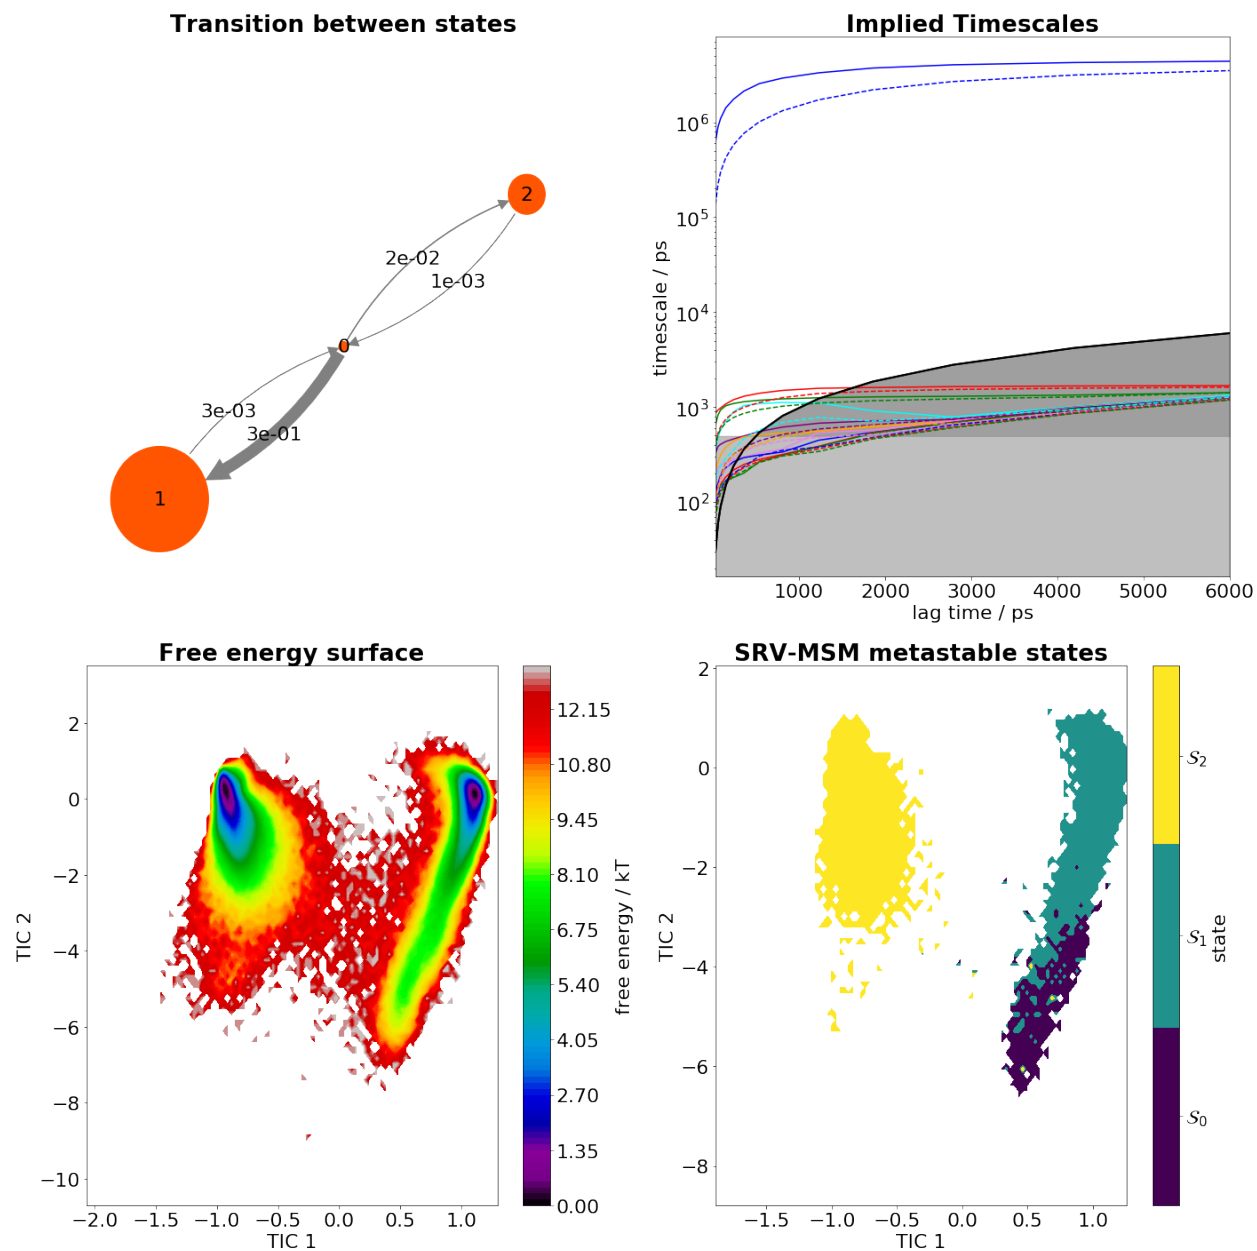 Transition between states
2
2e-02
1e-03
0
3e-03
3e-01
1
Implied Timescales
timescale / ps
10^6
10^5
10^4
10^3
10^2
1000 2000 3000 4000 5000 6000
lag time / ps
Free energy surface
TIC 2
2
0
−2
−4
−6
−8
−10
−2.0 −1.5 −1.0 −0.5 0.0 0.5 1.0
TIC 1
12.15
10.80
9.45
8.10
6.75
5.40
4.05
2.70
1.35
0.00
free energy / kT
SRV-MSM metastable states
TIC 2
2
0
−2
−4
−6
−8
−1.5 −1.0 −0.5 0.0 0.5 1.0
TIC 1
S2
S1
S0
state